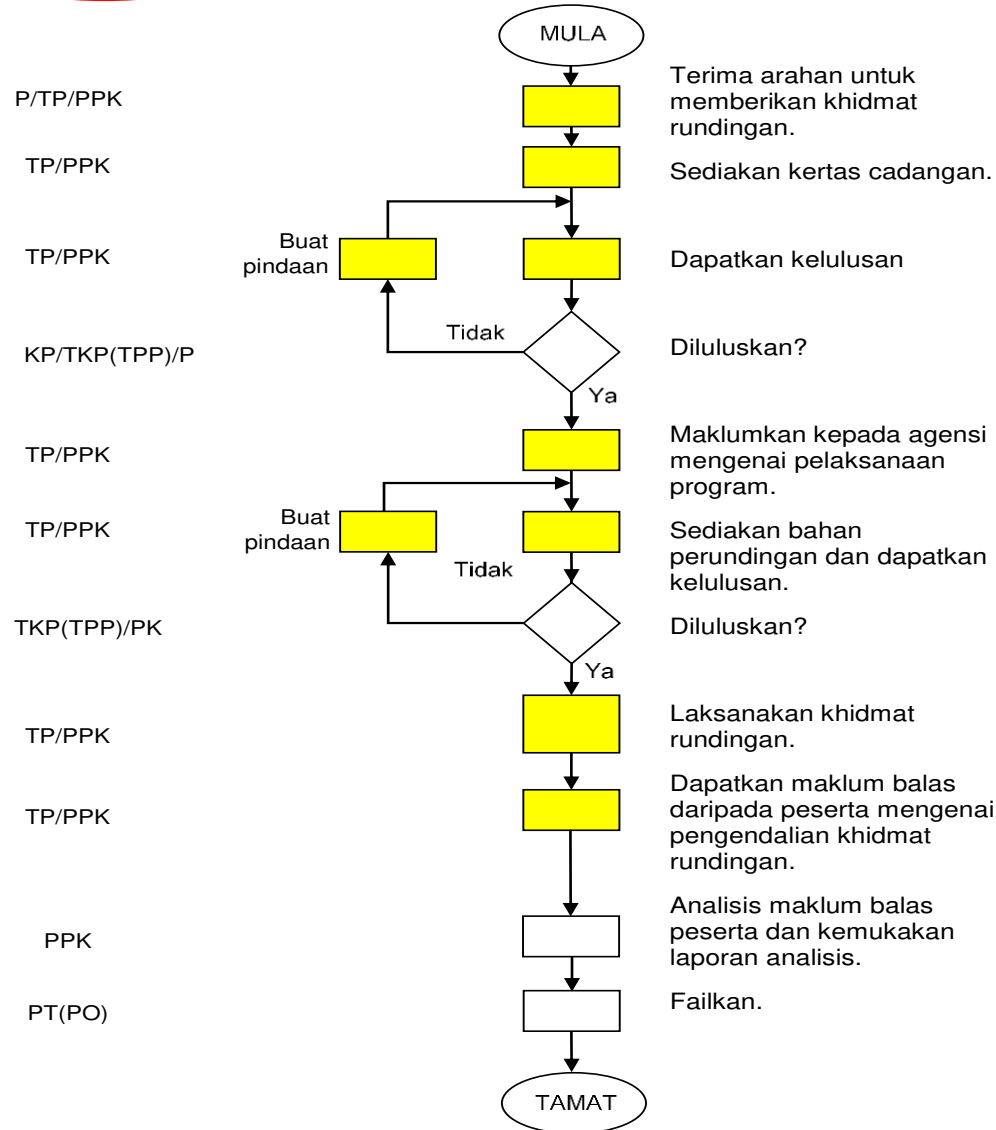 MULA
P/TP/PPK
Terima arahan untuk
memberikan khidmat
rundingan.
TP/PPK
Sediakan kertas cadangan.
TP/PPK
Buat
pindaan
Dapatkan kelulusan
KP/TKP(TPP)/P
Tidak
Diluluskan?
Ya
TP/PPK
Maklumkan kepada agensi
mengenai pelaksanaan
program.
TP/PPK
Buat
pindaan
Sediakan bahan
perundingan dan dapatkan
kelulusan.
Tidak
TKP(TPP)/PK
Diluluskan?
Ya
TP/PPK
Laksanakan khidmat
rundingan.
TP/PPK
Dapatkan maklum balas
daripada peserta mengenai
pengendalian khidmat
rundingan.
PPK
Analisis maklum balas
peserta dan kemukakan
laporan analisis.
PT(PO)
Failkan.
TAMAT